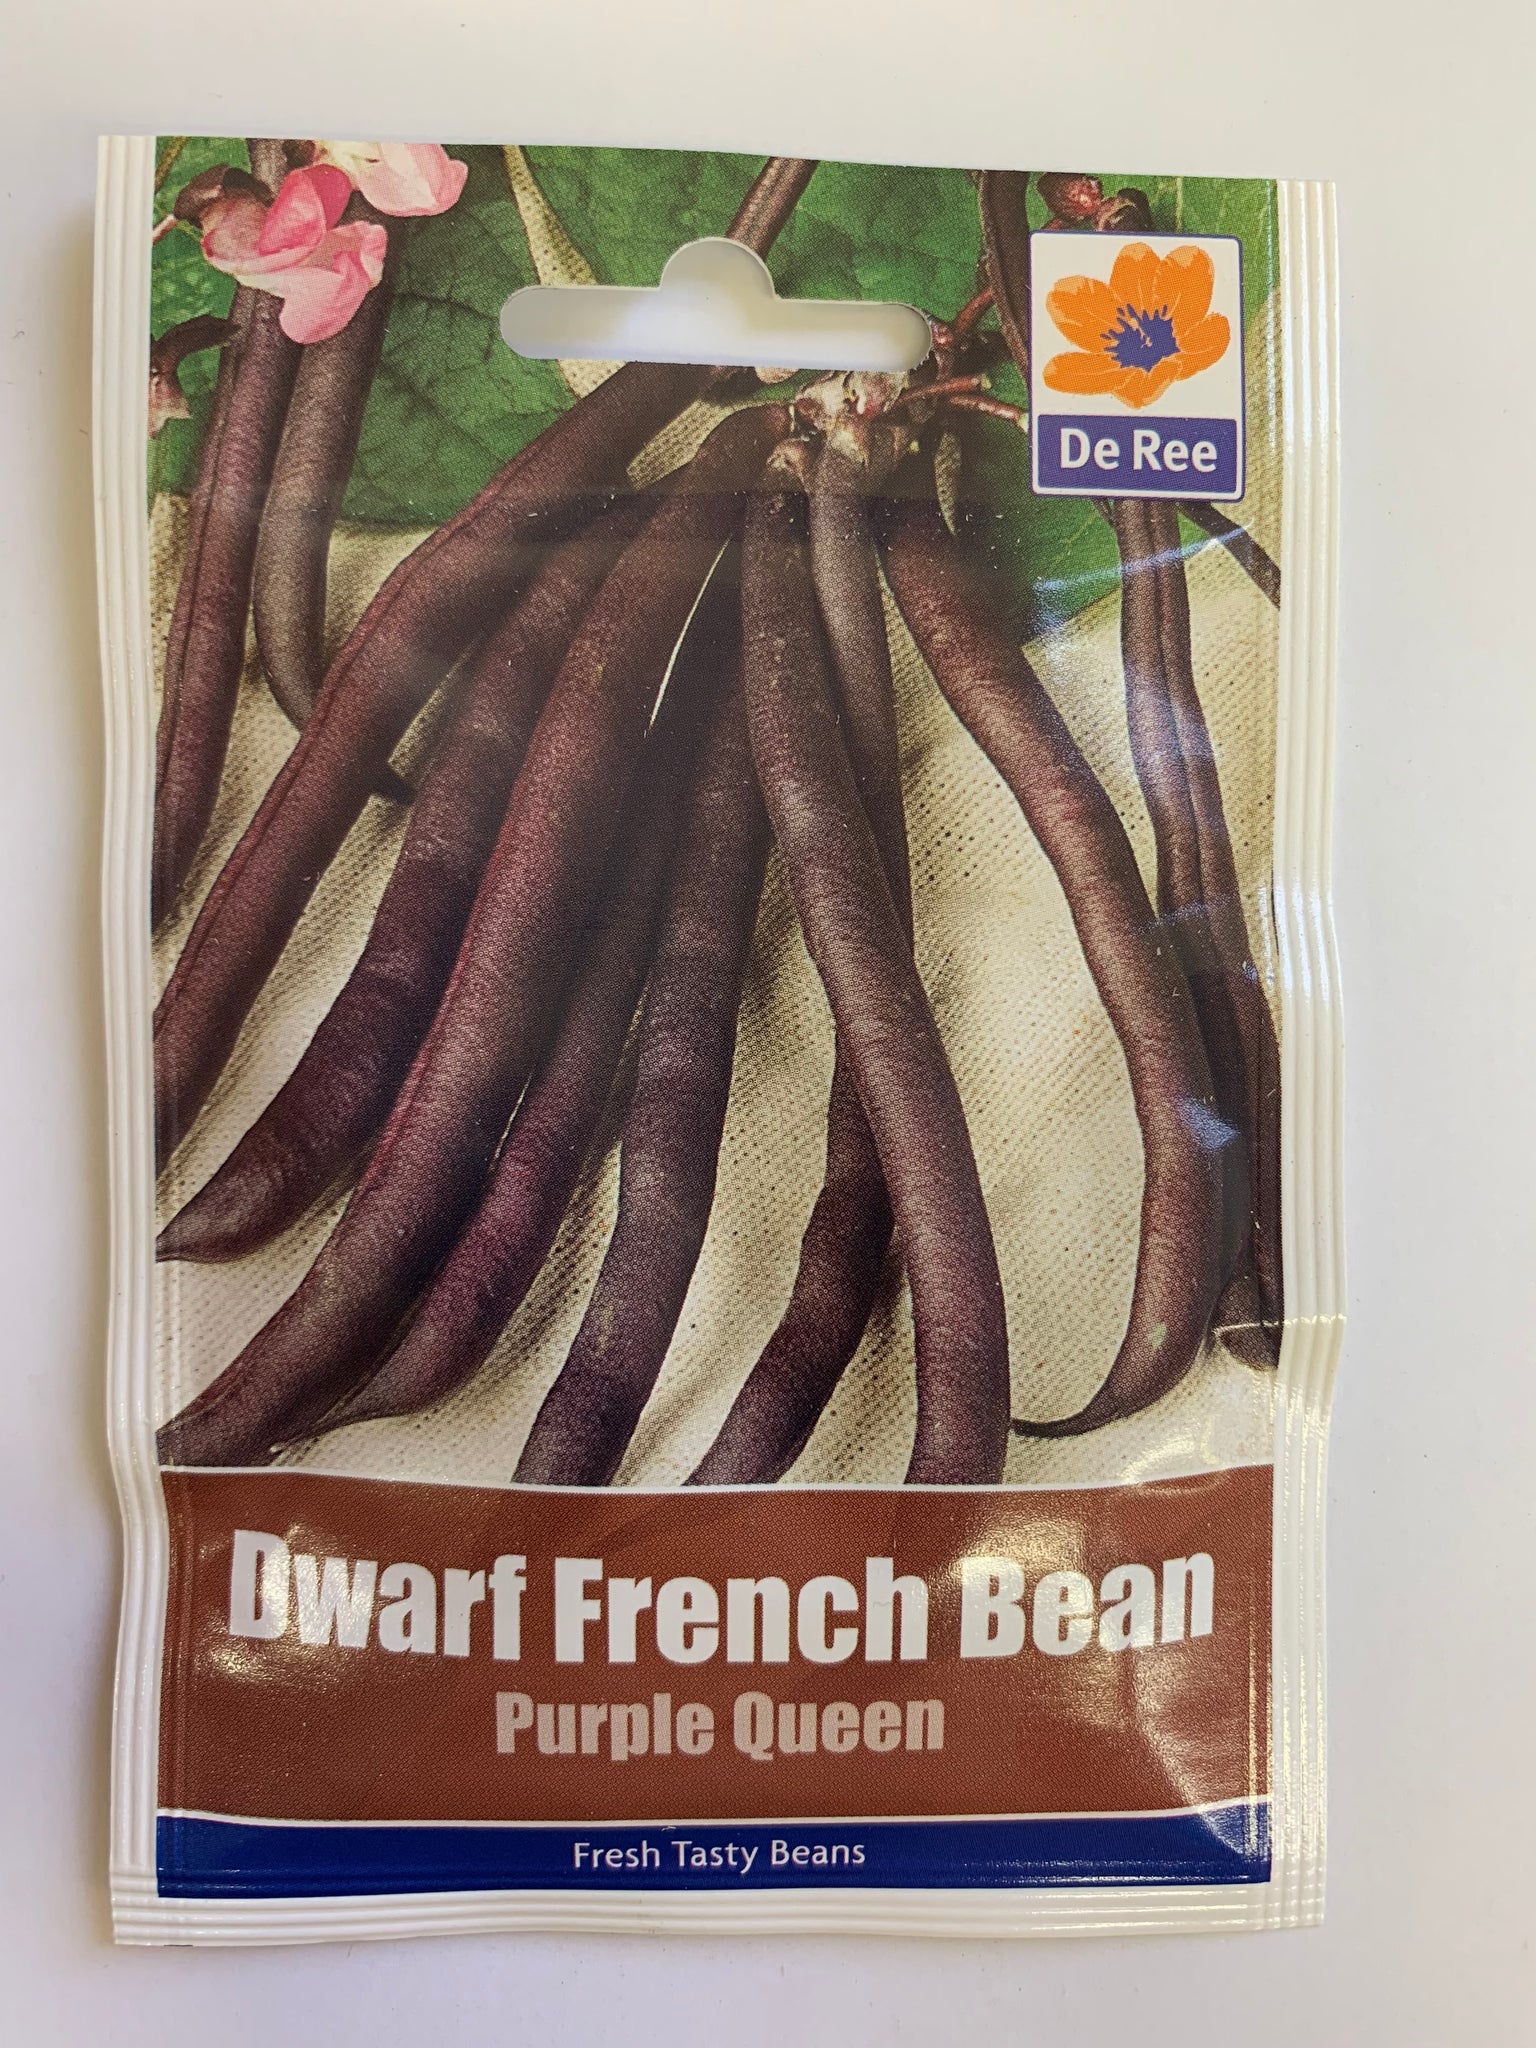 De Ree
Dwarf French Bean
Purple Queen
Fresh Tasty Beans